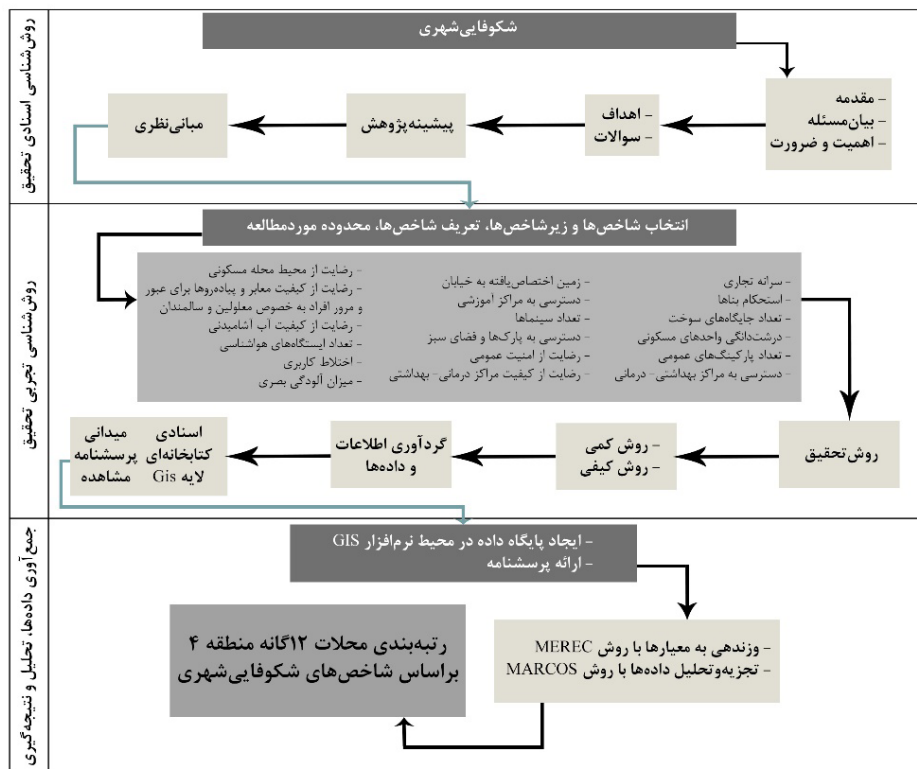 روش‌شناسی اسنادی تحقیق
شکوفایی‌شهری
- مقدمه
- بیان‌مسئله
- اهمیت و ضرورت
- اهداف
- سوالات
پیشینه‌پژوهش
مبانی‌نظری
روش‌شناسی تجربی تحقیق
انتخاب شاخص‌ها و زیرشاخص‌ها، تعریف شاخص‌ها، محدوده موردمطالعه
سرانه تجاری
استحکام بناها
تعداد جایگاه‌های سوخت
درشت‌دانگی واحدهای مسکونی
تعداد پارکینگ‌های عمومی
دسترسی به مراکز بهداشتی- درمانی
زمین اختصاص‌یافته به خیابان
دسترسی به مراکز آموزشی
تعداد سینماها
دسترسی به پارک‌ها و فضای سبز
رضایت از امنیت عمومی
رضایت از کیفیت مراکز درمانی- بهداشتی
- رضایت از محیط محله مسکونی
- رضایت از کیفیت معابر و پیاده‌روها برای عبور
و مرور افراد به خصوص معلولین و سالمندان
- رضایت از کیفیت آب آشامیدنی
- تعداد ایستگاه‌های هواشناسی
- اختلاط کاربری
- میزان آلودگی بصری
روش‌تحقیق
- روش کمی
- روش کیفی
گردآوری اطلاعات
و داده‌ها
اسنادی میدانی
کتابخانه‌ای پرسشنامه
لایه Gis مشاهده
جمع‌آوری داده‌ها، تحلیل و نتیجه‌گیری
- ایجاد پایگاه داده در محیط نرم‌افزار GIS
- ارائه پرسشنامه
- وزندهی به معیارها با روش MEREC
- تجزیه‌وتحلیل داده‌ها با روش MARCOS
رتبه‌بندی محلات ۱۲گانه منطقه ۴
براساس شاخص‌های شکوفایی‌شهری